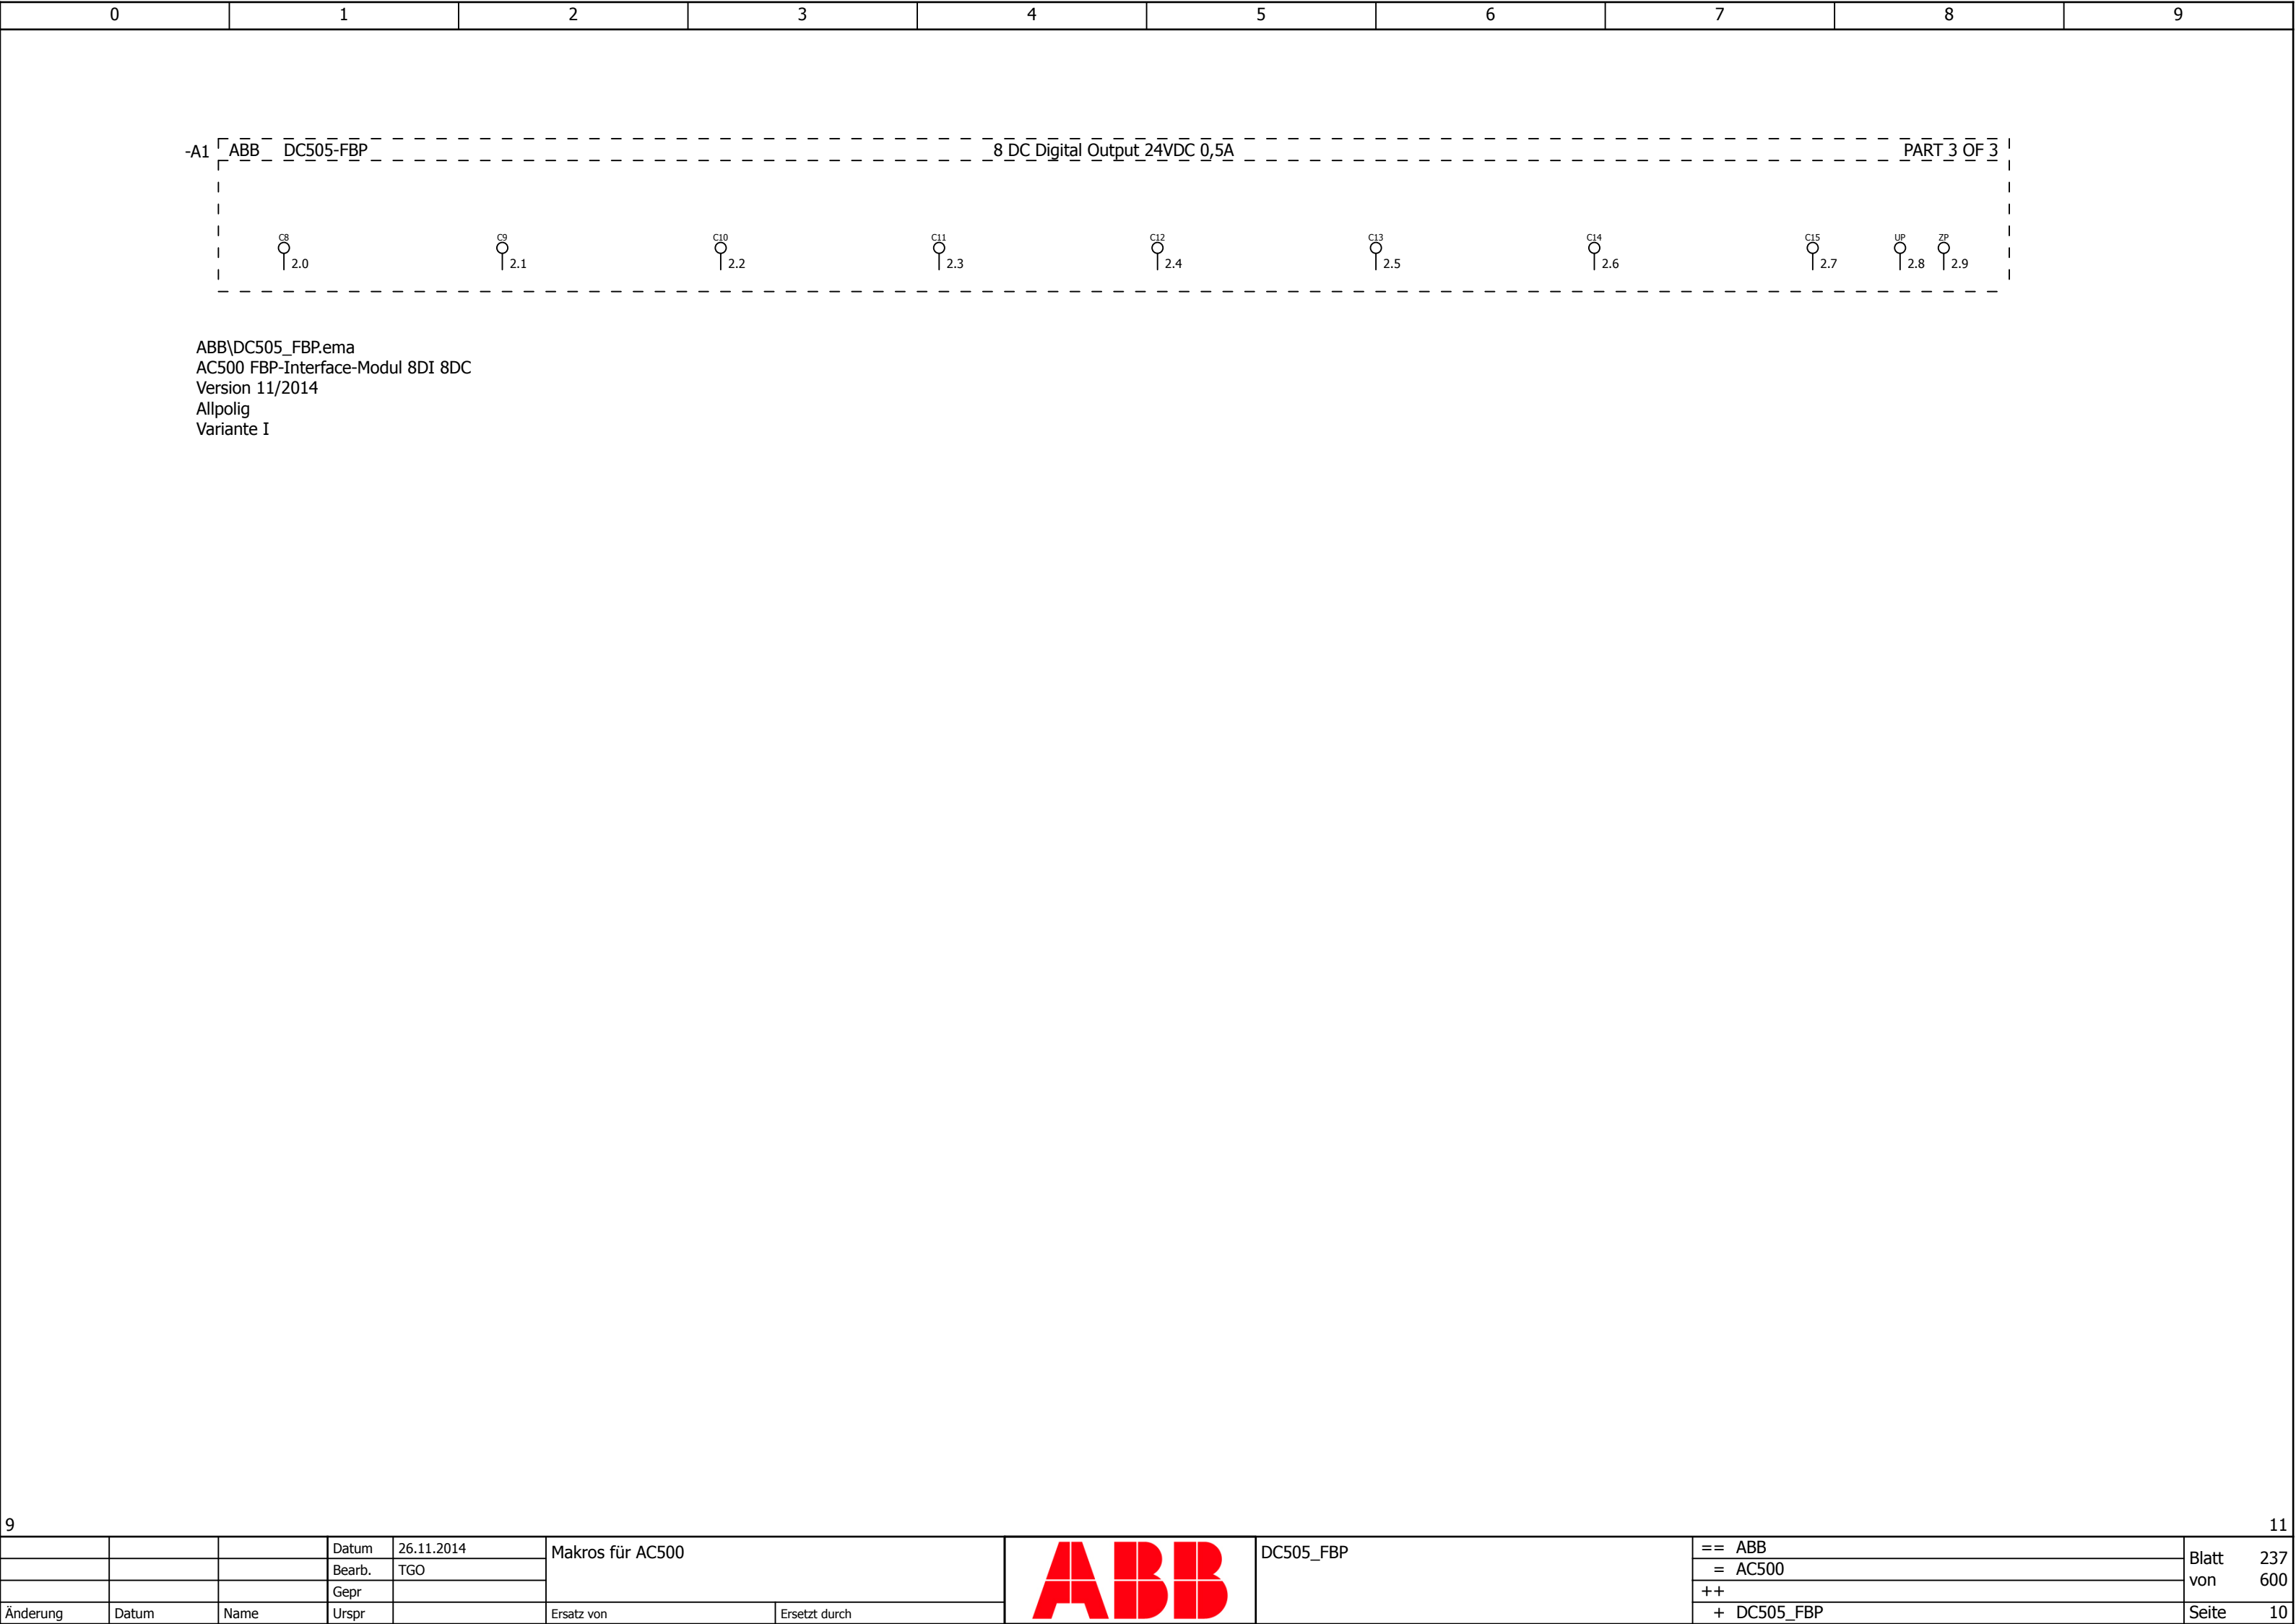 0 1 2 3 4 5 6 7 8 9
-A1 ABB DC505-FBP 8 DC Digital Output 24VDC 0,5A PART 3 OF 3
C8 C9 C10 C11 C12 C13 C14 C15 UP ZP
2.0 2.1 2.2 2.3 2.4 2.5 2.6 2.7 2.8 2.9
ABB\DC505_FBP.ema
AC500 FBP-Interface-Modul 8DI 8DC
Version 11/2014
Allpolig
Variante I
9 11
Datum 26.11.2014 Makros für AC500 ABB DC505_FBP == ABB Blatt 237
Bearb. TGO = AC500
Gepr ++ von 600
Änderung Datum Name Urspr Ersatz von Ersetzt durch + DC505_FBP Seite 10